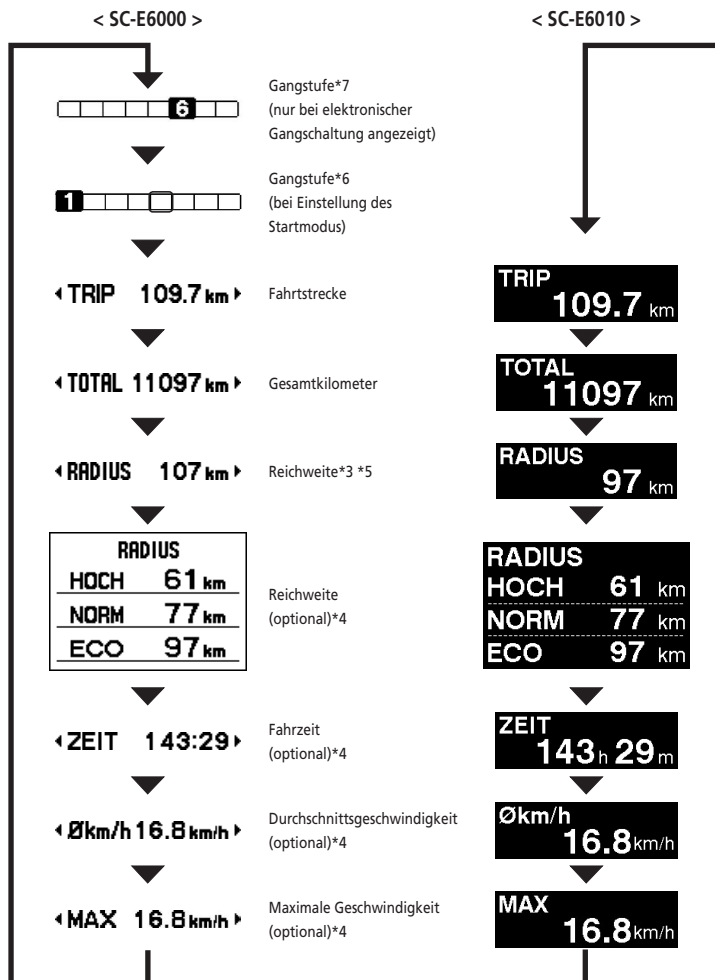 < SC-E6000 >
< SC-E6010 >
6
Gangstufe*7
(nur bei elektronischer
Gangschaltung angezeigt)
1
Gangstufe*6
(bei Einstellung des
Startmodus)
TRIP 109.7 km
Fahrtstrecke
TRIP
109.7 km
TOTAL 11097 km
Gesamtkilometer
TOTAL
11097 km
RADIUS 107 km
Reichweite*3 *5
RADIUS
97 km
RADIUS
HOCH 61 km
NORM 77 km
ECO 97 km
Reichweite
(optional)*4
RADIUS
HOCH 61 km
NORM 77 km
ECO 97 km
ZEIT 143:29
Fahrzeit
(optional)*4
ZEIT
143 h 29 m
Økm/h 16.8 km/h
Durchschnittsgeschwindigkeit
(optional)*4
Økm/h
16.8 km/h
MAX 16.8 km/h
Maximale Geschwindigkeit
(optional)*4
MAX
16.8 km/h